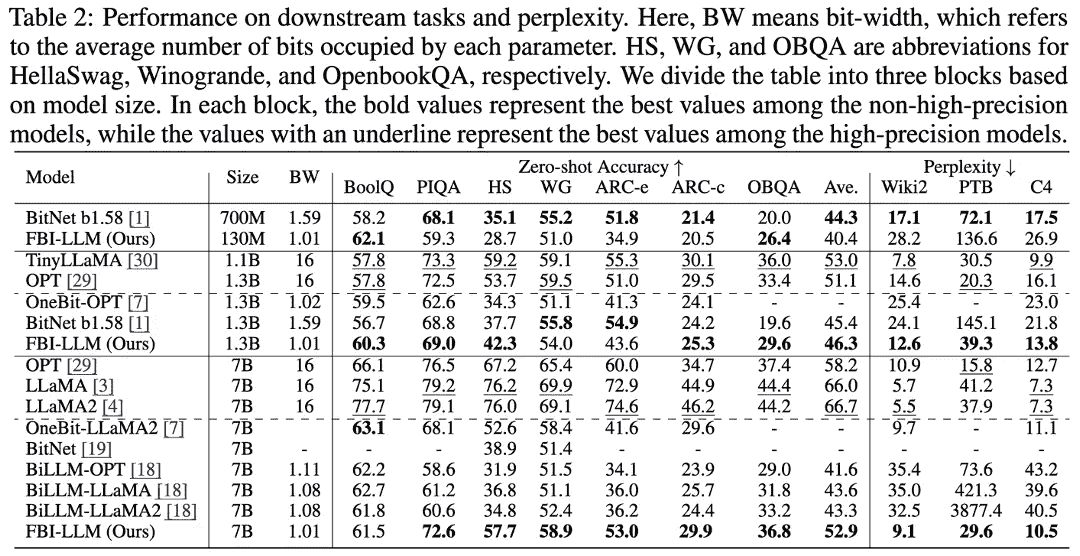 Table 2: Performance on downstream tasks and perplexity. Here, BW means bit-width, which refers
to the average number of bits occupied by each parameter. HS, WG, and OBQA are abbreviations for
HellaSwag, Winogrande, and OpenbookQA, respectively. We divide the table into three blocks based
on model size. In each block, the bold values represent the best values among the non-high-precision
models, while the values with an underline represent the best values among the high-precision models.
Model Size BW Zero-shot Accuracy ↑ Perplexity ↓
BoolQ PIQA HS WG ARC-e ARC-c OBQA Ave. Wiki2 PTB C4
BitNet b1.58 [1] 700M 1.59 58.2 68.1 35.1 55.2 51.8 21.4 20.0 44.3 17.1 72.1 17.5
FBI-LLM (Ours) 130M 1.01 62.1 59.3 28.7 51.0 34.9 20.5 26.4 40.4 28.2 136.6 26.9
TinyLLaMA [30] 1.1B 16 57.8 73.3 59.2 59.1 55.3 30.1 36.0 53.0 7.8 30.5 9.9
OPT [29] 1.3B 16 57.8 72.5 53.7 59.5 51.0 29.5 33.4 51.1 14.6 20.3 16.1
OneBit-OPT [7] 1.3B 1.02 59.5 62.6 34.3 51.1 41.3 24.1 - - 25.4 - 23.0
BitNet b1.58 [1] 1.3B 1.59 56.7 68.8 37.7 55.8 54.9 24.2 19.6 45.4 24.1 145.1 21.8
FBI-LLM (Ours) 1.3B 1.01 60.3 69.0 42.3 54.0 43.6 25.3 29.6 46.3 12.6 39.3 13.8
OPT [29] 7B 16 66.1 76.5 67.2 65.4 60.0 34.7 37.4 58.2 10.9 15.8 12.7
LLaMA [3] 7B 16 75.1 79.2 76.2 69.9 72.9 44.9 44.4 66.0 5.7 41.2 7.3
LLaMA2 [4] 7B 16 77.7 79.1 76.0 69.1 74.6 46.2 44.2 66.7 5.5 37.9 7.3
OneBit-LLaMA2 [7] 7B - 63.1 68.1 52.6 58.4 41.6 29.6 - - 9.7 - 11.1
BitNet [19] 7B - - - 38.9 51.4 - - - - - - -
BiLLM-OPT [18] 7B 1.11 62.2 58.6 31.9 51.5 34.1 23.9 29.0 41.6 35.4 73.6 43.2
BiLLM-LLaMA [18] 7B 1.08 62.7 61.2 36.8 51.1 36.0 25.7 31.8 43.6 35.0 421.3 39.6
BiLLM-LLaMA2 [18] 7B 1.08 61.8 60.6 34.8 52.4 36.2 24.4 33.2 43.3 32.5 3877.4 40.5
FBI-LLM (Ours) 7B 1.01 61.5 72.6 57.7 58.9 53.0 29.9 36.8 52.9 9.1 29.6 10.5